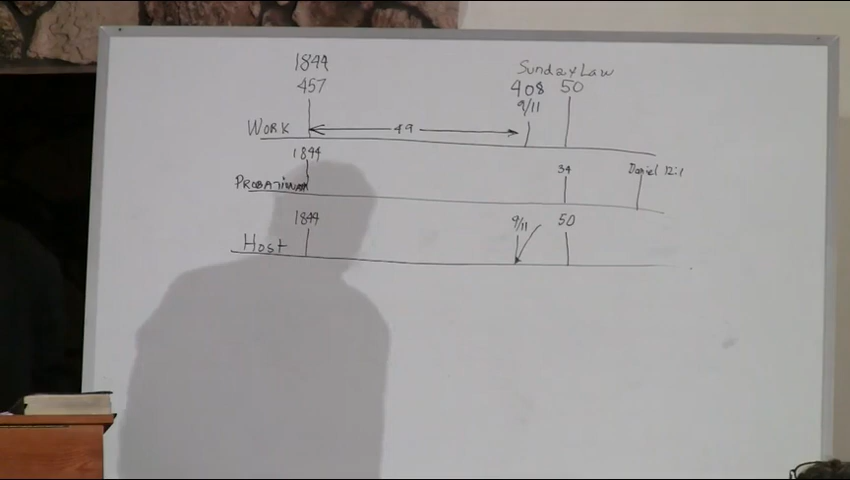 1844
457
Sunday Law
408 50
9/11
WORK 49
1844
34 Daniel 12:1
PROBATION
1844 9/11 50
Host